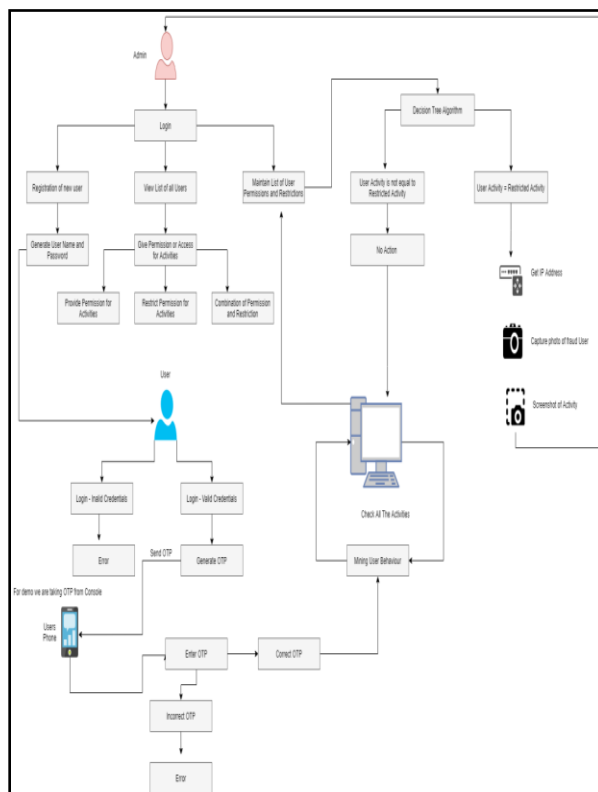 Admin
Login
Decision Tree Algorithm
Registration of new user
View List of all Users
Maintain List of User
Permissions and Restrictions
User Activity is not equal to
Restricted Activity
User Activity = Restricted Activity
Generate User Name and
Password
Give Permission or Access
for Activities
No Action
Get IP Address
Provide Permission for
Activities
Restrict Permission for
Activities
Combination of Permission
and Restriction
Capture photo of fraud User
User
Screenshot of Activity
Login - Inalid Credentials
Login - Valid Credentials
Check All The Activities
Error
Send OTP
Generate OTP
Mining User Behaviour
For demo we are taking OTP from Console
Users
Phone
Enter OTP
Correct OTP
Incorrect OTP
Error